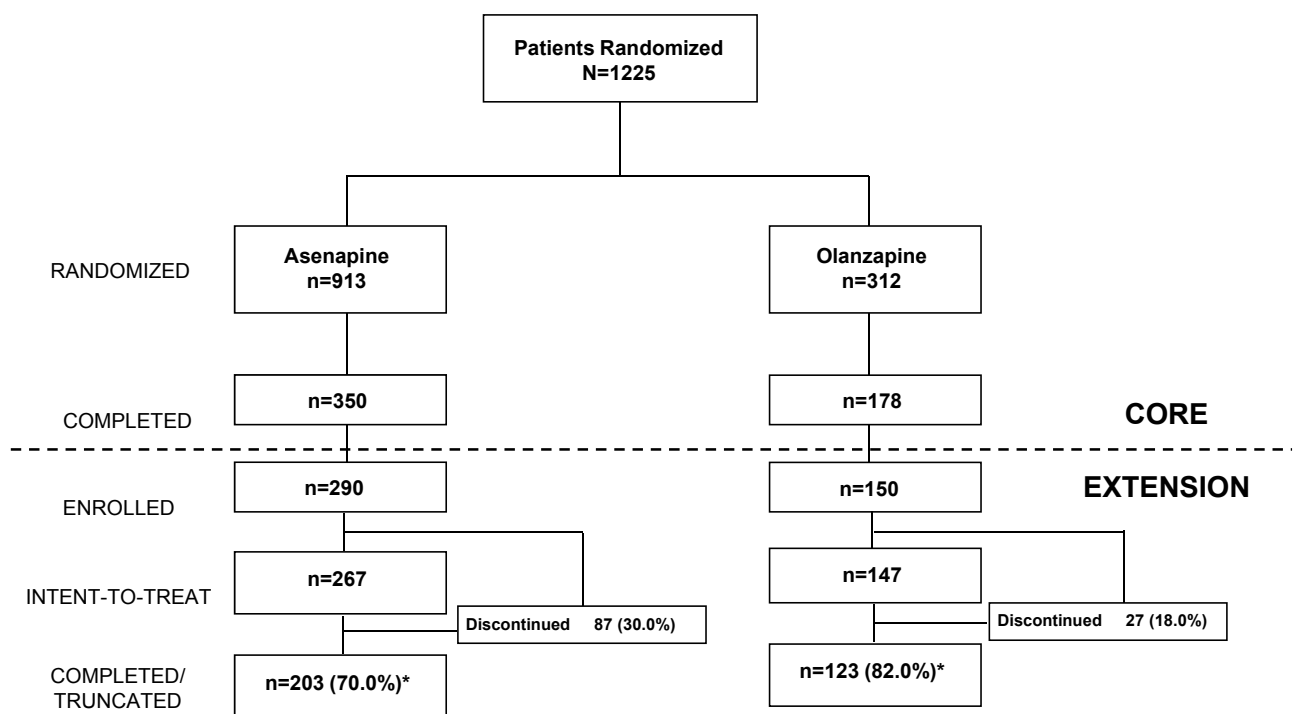 Patients Randomized
N=1225
RANDOMIZED
Asenapine
n=913
Olanzapine
n=312
COMPLETED
n=350
n=178
CORE
ENROLLED
n=290
n=150
EXTENSION
INTENT-TO-TREAT
n=267
n=147
Discontinued 87 (30.0%)
Discontinued 27 (18.0%)
COMPLETED/
TRUNCATED
n=203 (70.0%)*
n=123 (82.0%)*